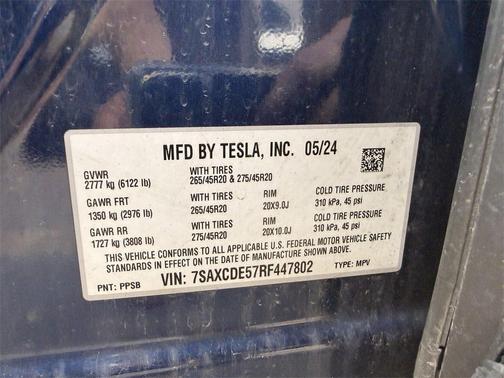 MFD BY TESLA, INC. 05/24
GVWR WITH TIRES
2777 kg (6122 lb) 265/45R20 & 275/45R20
GAWR FRT WITH TIRES RIM COLD TIRE PRESSURE
1350 kg (2976 lb) 265/45R20 20X9.0J 310 kPa, 45 psi
GAWR RR WITH TIRES RIM COLD TIRE PRESSURE
1727 kg (3808 lb) 275/45R20 20X10.0J 310 kPa, 45 psi
THIS VEHICLE CONFORMS TO ALL APPLICABLE U.S. FEDERAL MOTOR VEHICLE SAFETY
STANDARDS IN EFFECT ON THE DATE OF MANUFACTURE SHOWN ABOVE.
PNT: PPSB VIN: 7SAXCDE57RF447802 TYPE: MPV